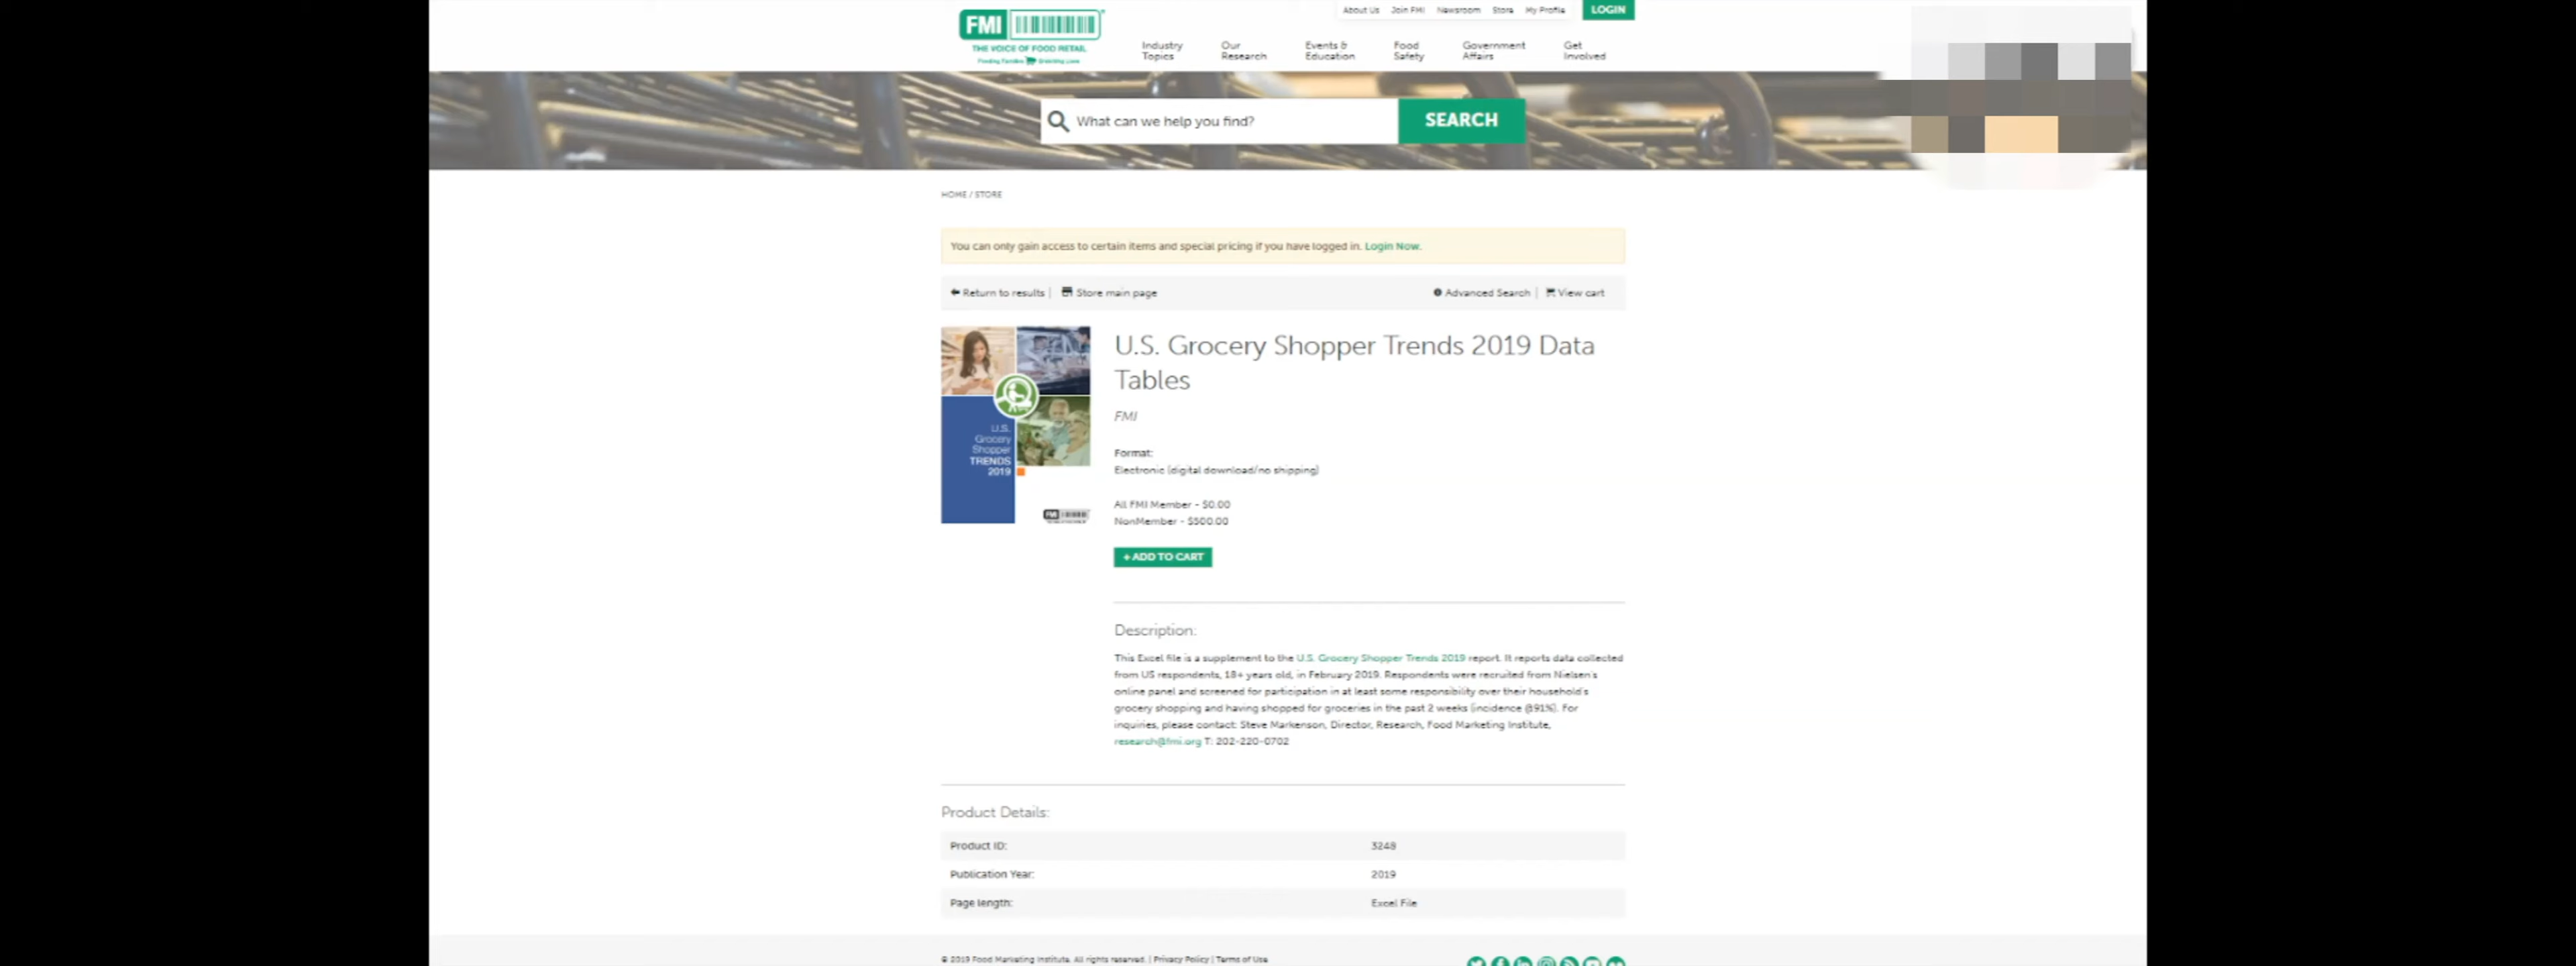 About Us Join FMI Newsroom Store My Profile LOGIN
FMI
THE VOICE OF FOOD RETAIL
Feeding Families Enriching Lives
Industry Topics
Our Research
Events & Education
Food Safety
Government Affairs
Get Involved
What can we help you find? SEARCH
HOME / STORE
You can only gain access to certain items and special pricing if you have logged in. Login Now.
Return to results | Store main page Advanced Search | View cart
U.S.
Grocery
Shopper
TRENDS
2019
FMI
U.S. Grocery Shopper Trends 2019 Data
Tables
FMI
Format:
Electronic (digital download/no shipping)
All FMI Member - $0.00
NonMember - $500.00
+ ADD TO CART
Description:
This Excel file is a supplement to the U.S. Grocery Shopper Trends 2019 report. It reports data collected
from US respondents, 18+ years old, in February 2019. Respondents were recruited from Nielsen's
online panel and screened for participation in at least some responsibility over their household's
grocery shopping and having shopped for groceries in the past 2 weeks (incidence 91%). For
inquiries, please contact: Steve Markenson, Director, Research, Food Marketing Institute,
research@fmi.org T: 202-220-0702
Product Details:
Product ID: 3248
Publication Year: 2019
Page length: Excel File
© 2019 Food Marketing Institute. All rights reserved. | Privacy Policy | Terms of Use